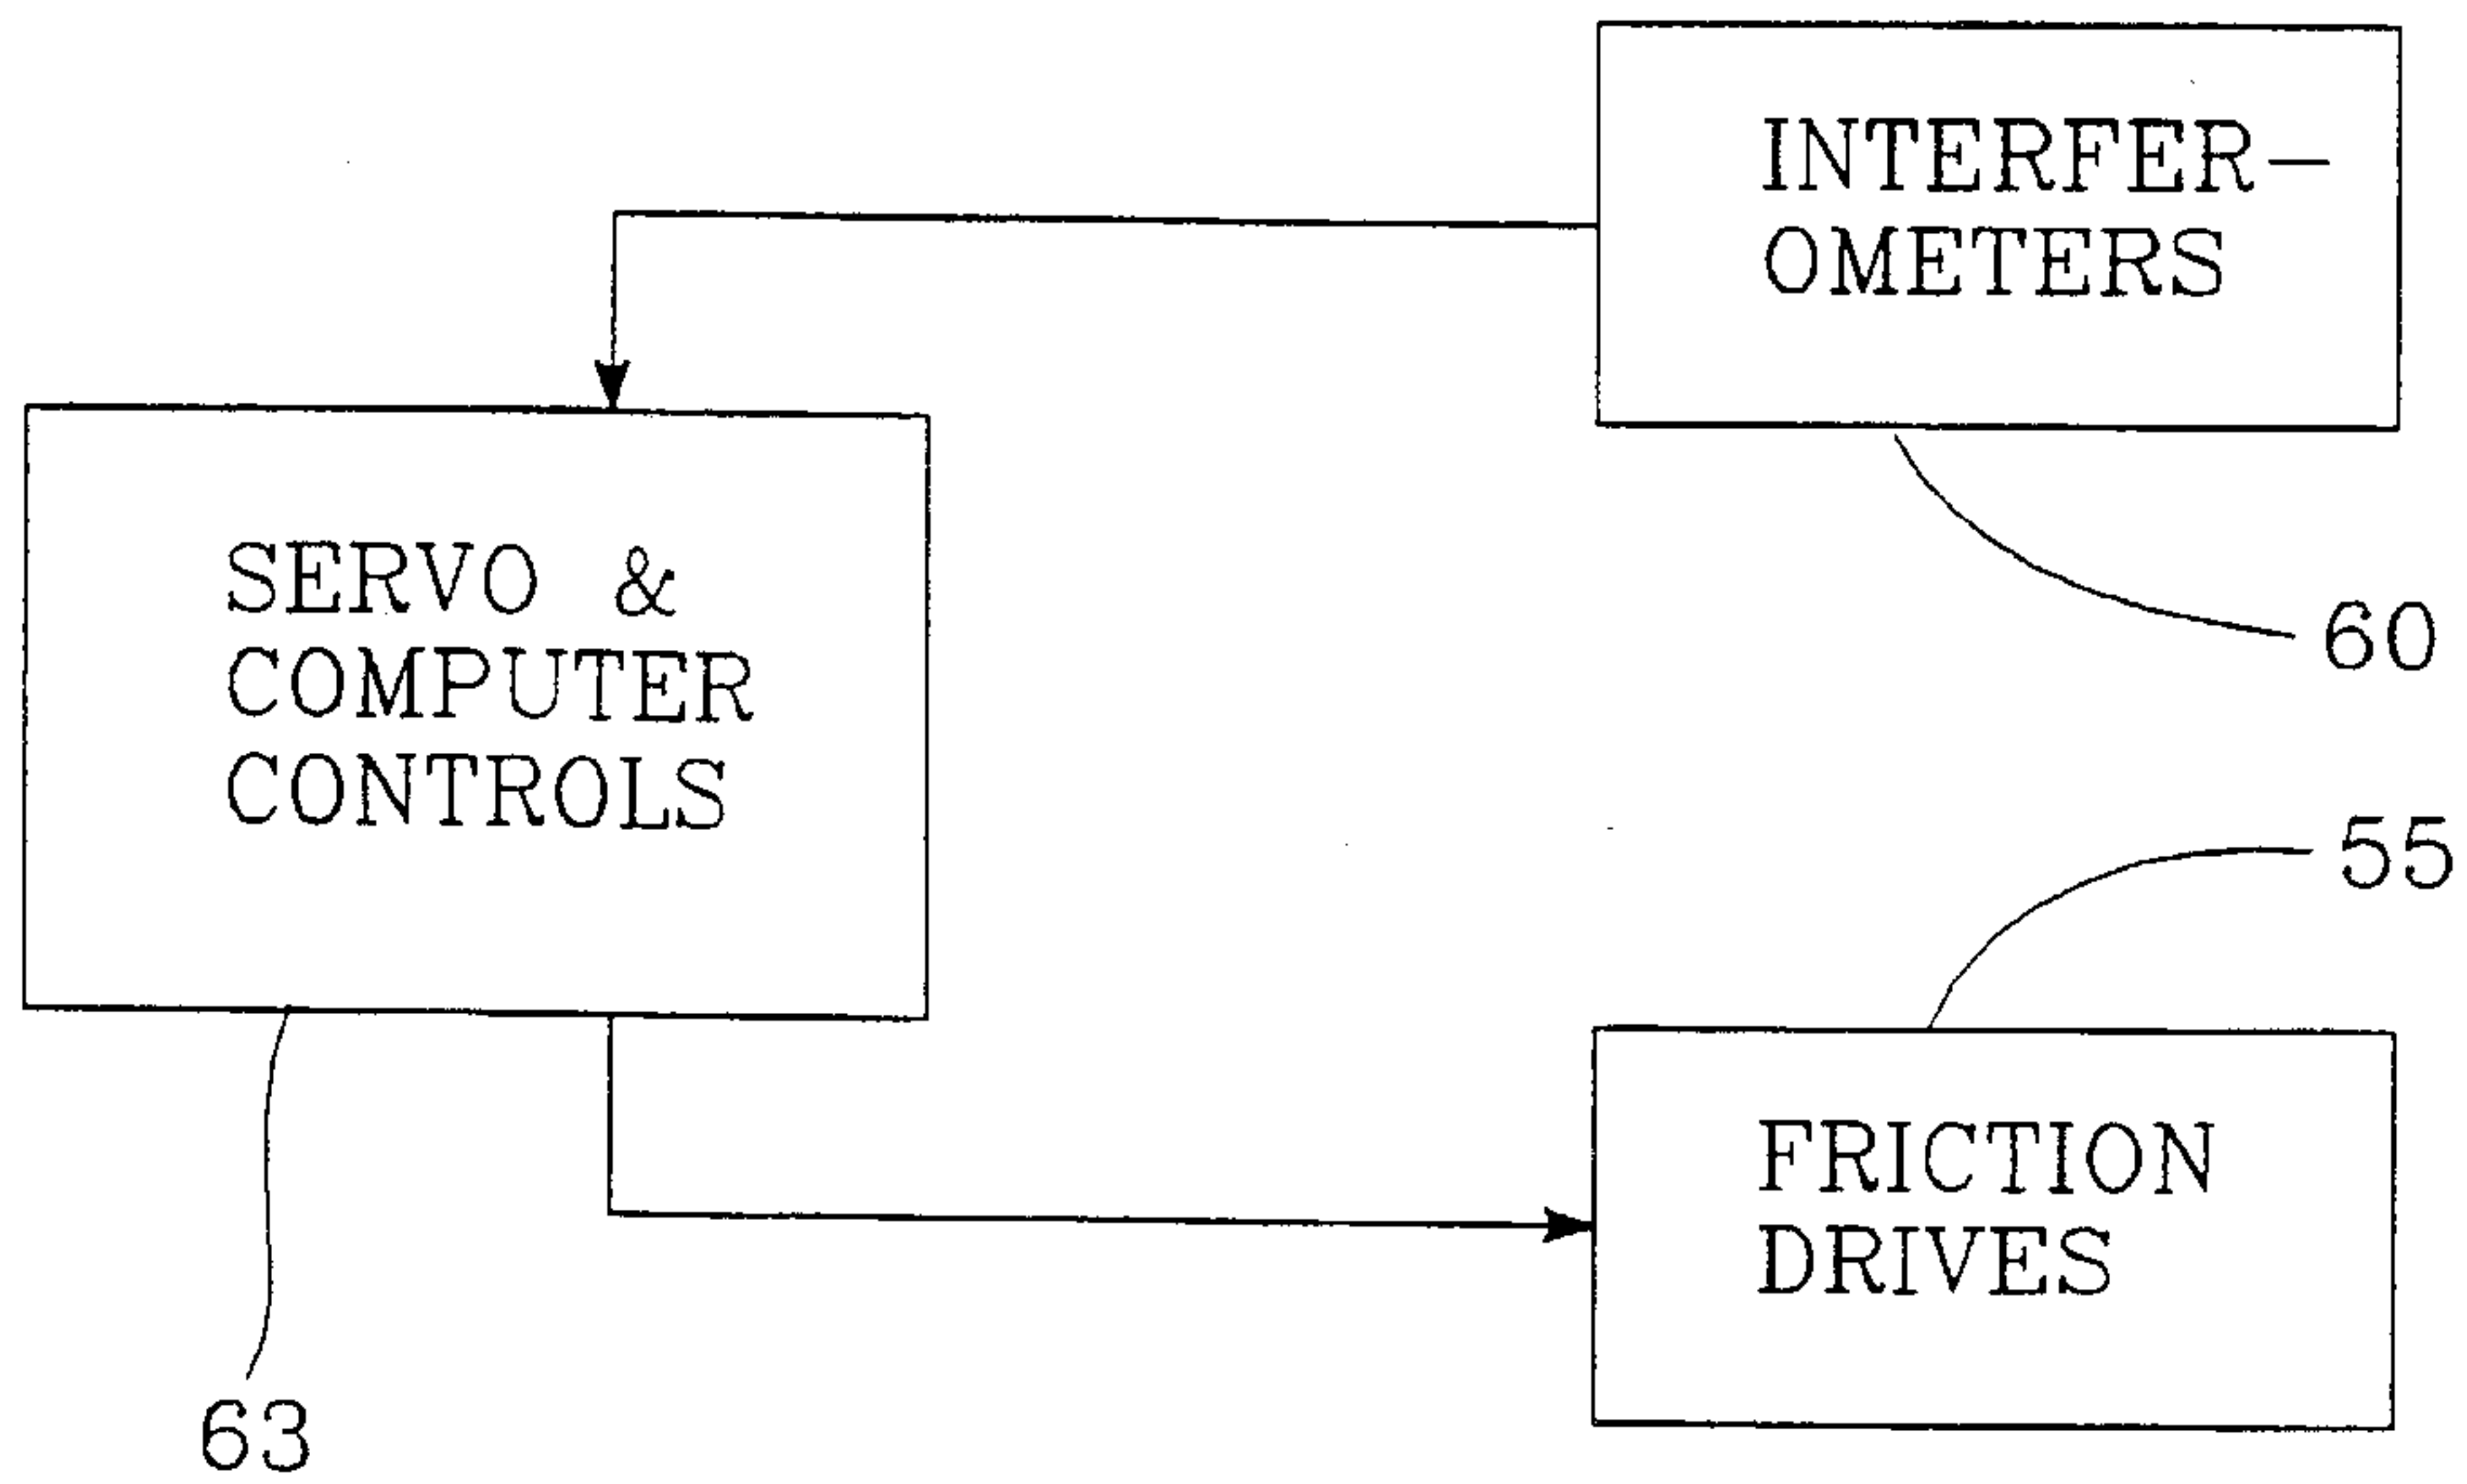 INTERFER-
OMETERS
SERVO &
COMPUTER
CONTROLS
60
55
FRICTION
DRIVES
63